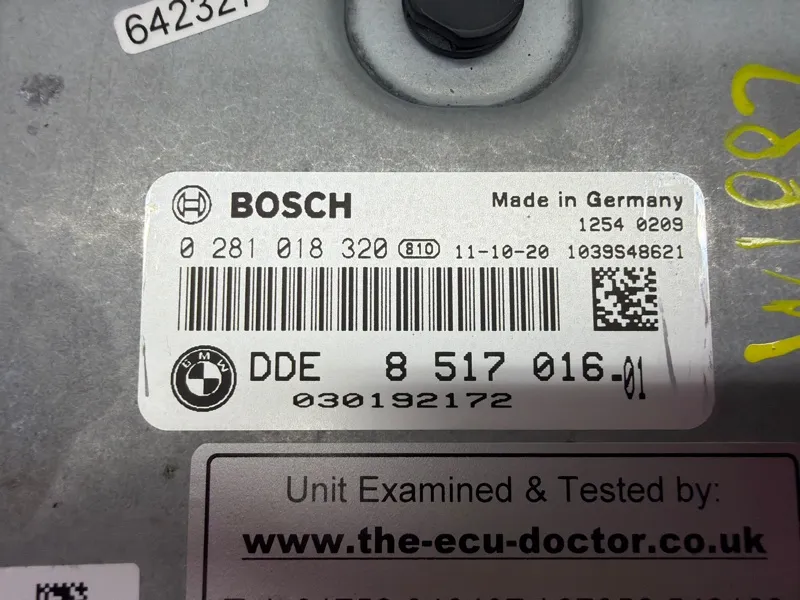 BOSCH
Made in Germany
1254 0209
0 281 018 320 810 11-10-20 1039S48621
BMW
DDE 8 517 016-01
030192172
Unit Examined & Tested by:
www.the-ecu-doctor.co.uk